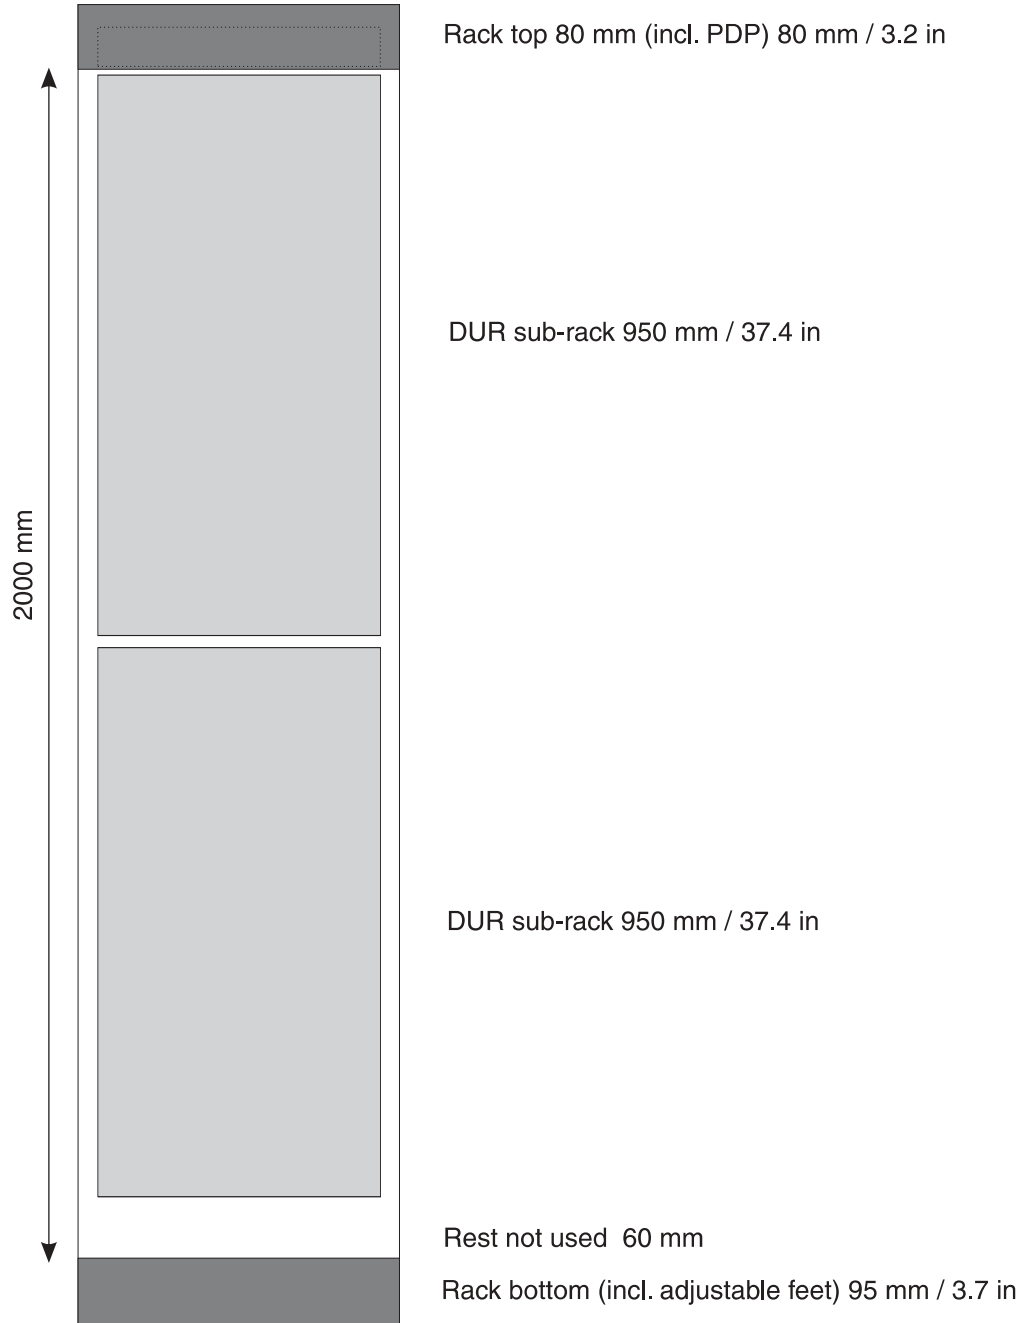 Rack top 80 mm (incl. PDP) 80 mm / 3.2 in
DUR sub-rack 950 mm / 37.4 in
2000 mm
DUR sub-rack 950 mm / 37.4 in
Rest not used 60 mm
Rack bottom (incl. adjustable feet) 95 mm / 3.7 in